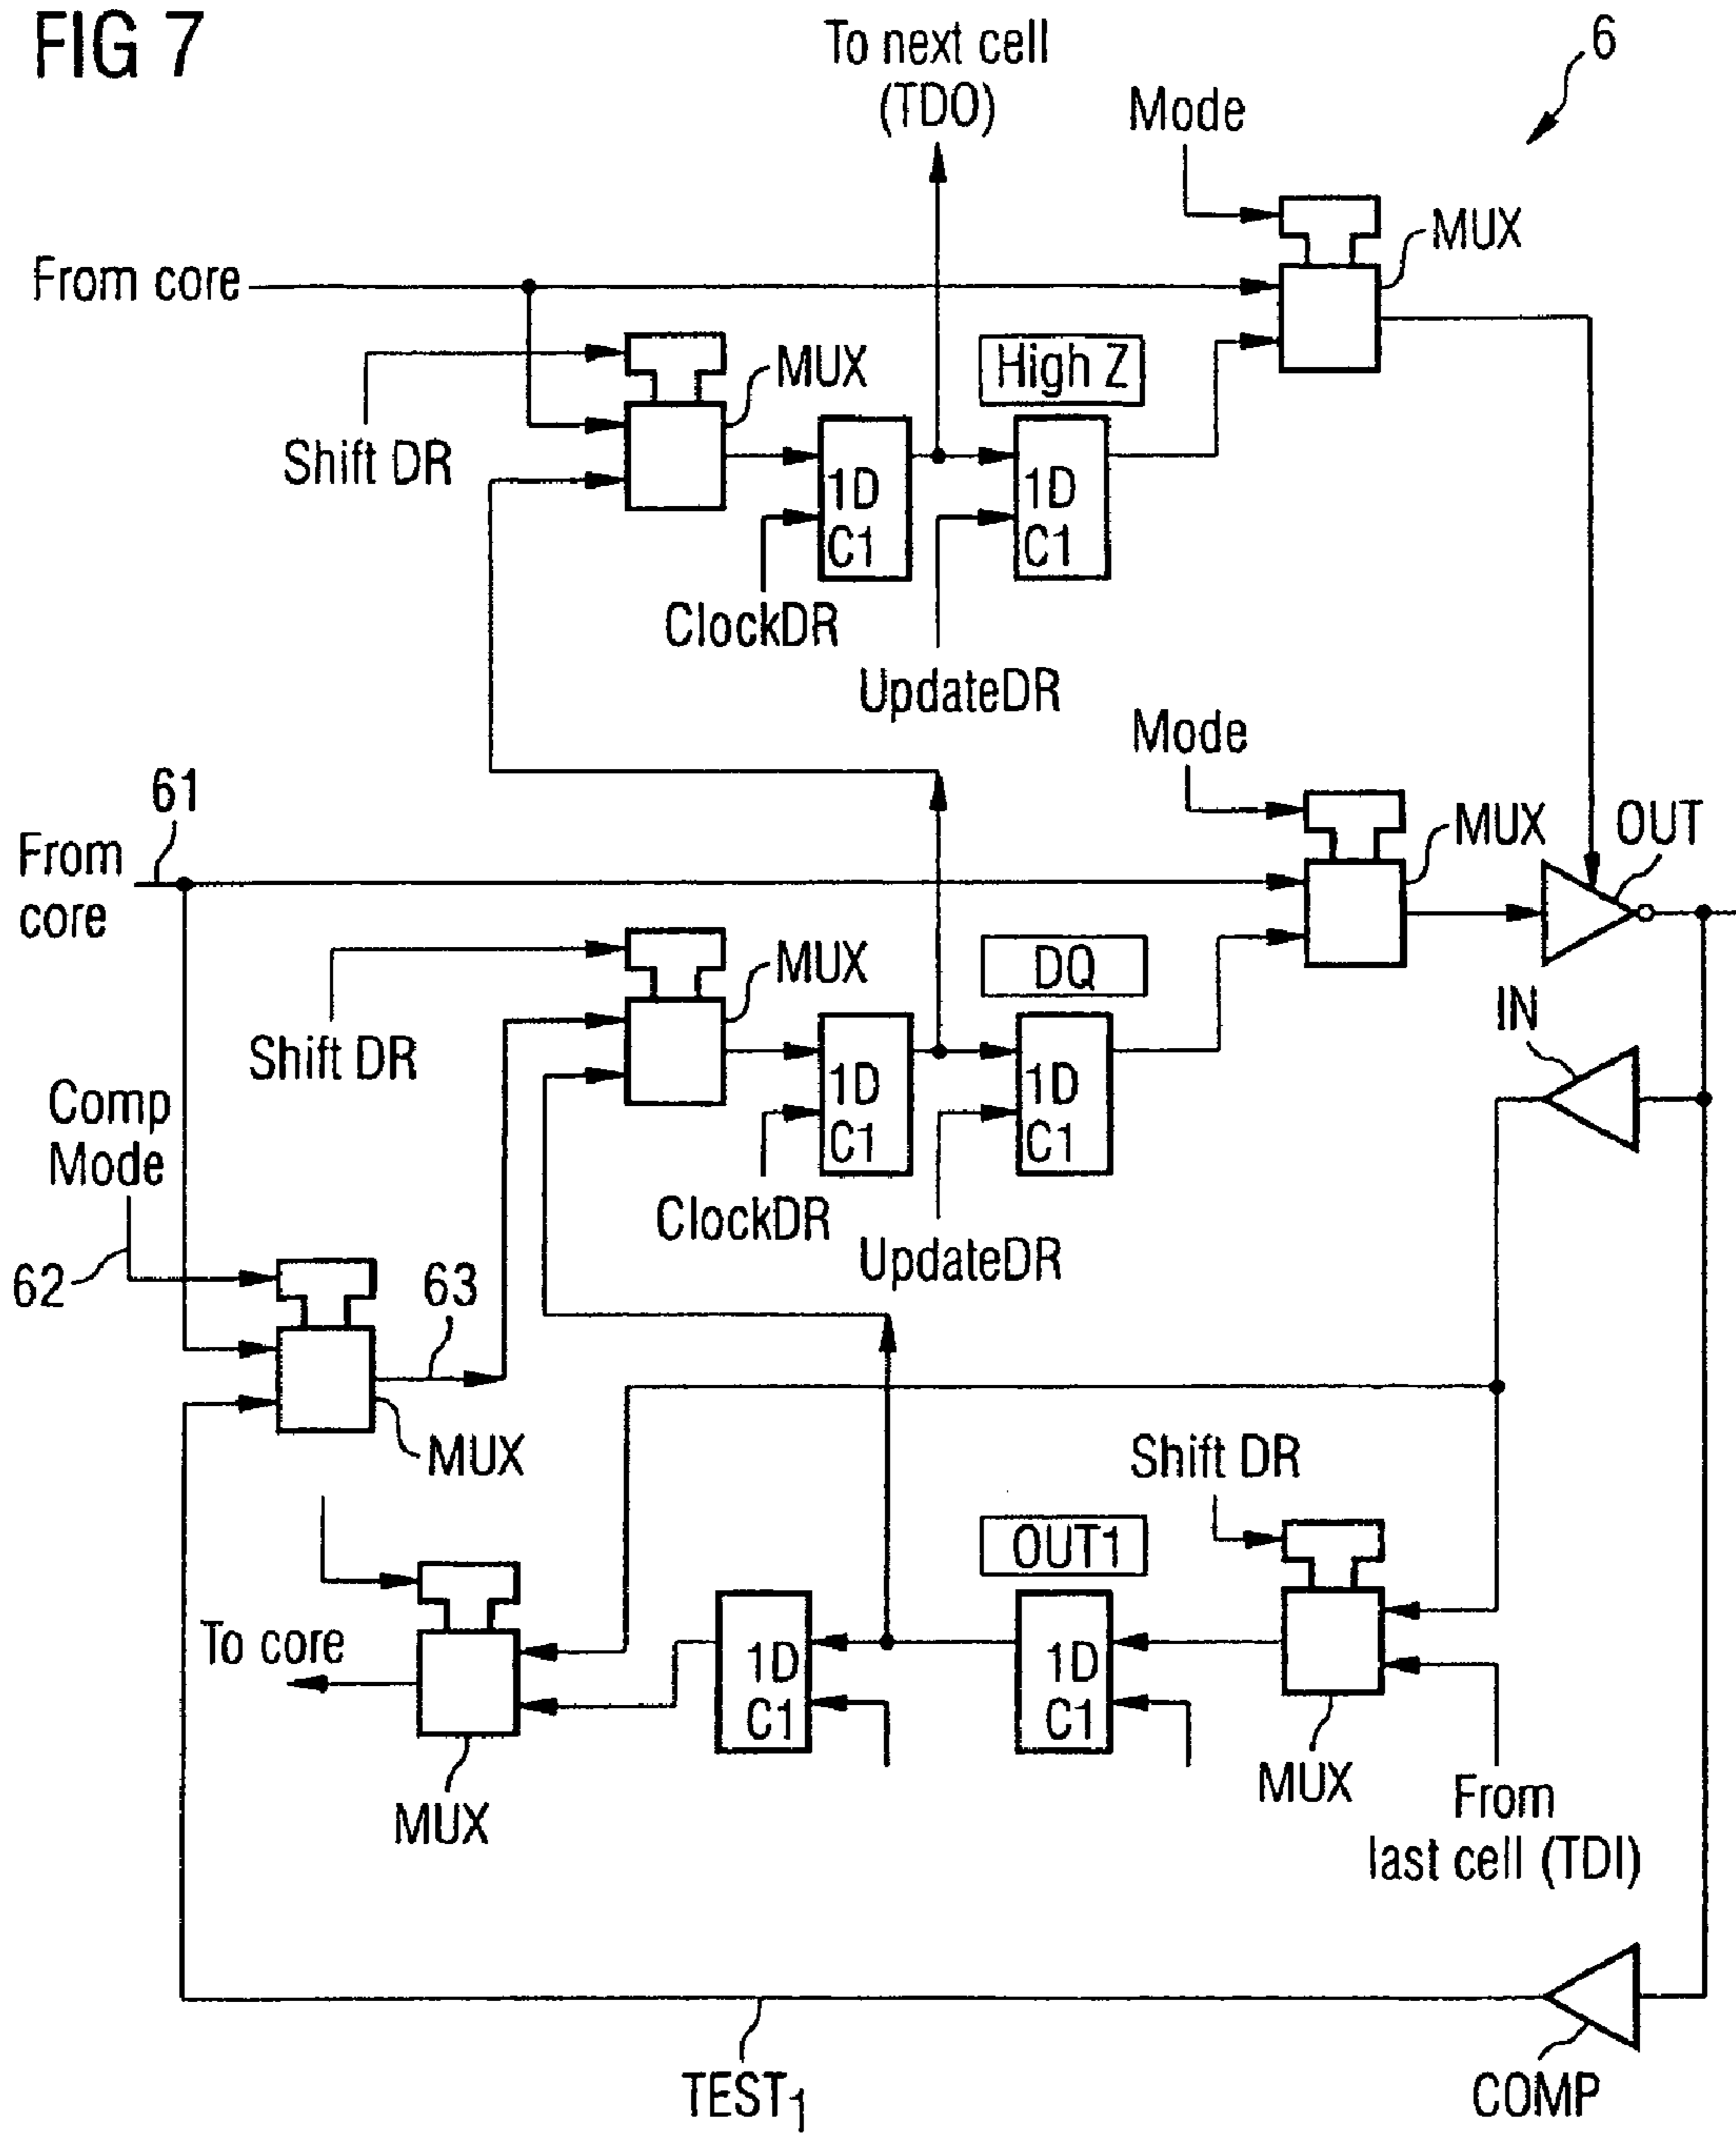 FIG 7
To next cell
(TDO)
6
Mode
MUX
From core
MUX
High Z
Shift DR
1D
C1
1D
C1
ClockDR
UpdateDR
Mode
61
MUX
OUT
From
core
MUX
DQ
IN
Shift DR
1D
C1
1D
C1
Comp
Mode
ClockDR
UpdateDR
62
63
MUX
Shift DR
OUT1
To core
1D
C1
1D
C1
MUX
MUX
From
last cell (TDI)
TEST1
COMP